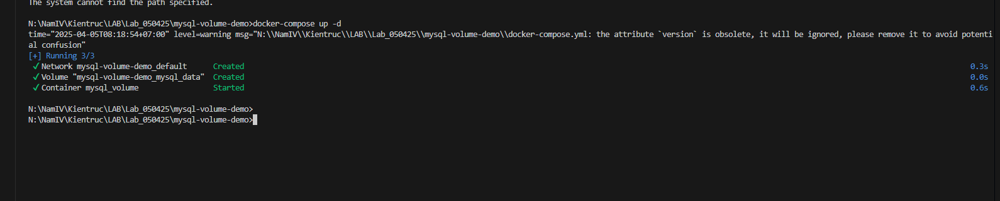 The system cannot find the path specified.
N:\NamIV\Kientruc\LAB\Lab_050425\mysql-volume-demo>docker-compose up -d
time="2025-04-05T08:18:54+07:00" level=warning msg="N:\\NamIV\\Kientruc\\LAB\\Lab_050425\\mysql-volume-demo\\docker-compose.yml: the attribute `version` is obsolete, it will be ignored, please remove it to avoid potenti
al confusion"
[+] Running 3/3
✔ Network mysql-volume-demo_default Created 0.3s
✔ Volume "mysql-volume-demo_mysql_data" Created 0.0s
✔ Container mysql_volume Started 0.6s
N:\NamIV\Kientruc\LAB\Lab_050425\mysql-volume-demo>
N:\NamIV\Kientruc\LAB\Lab_050425\mysql-volume-demo>